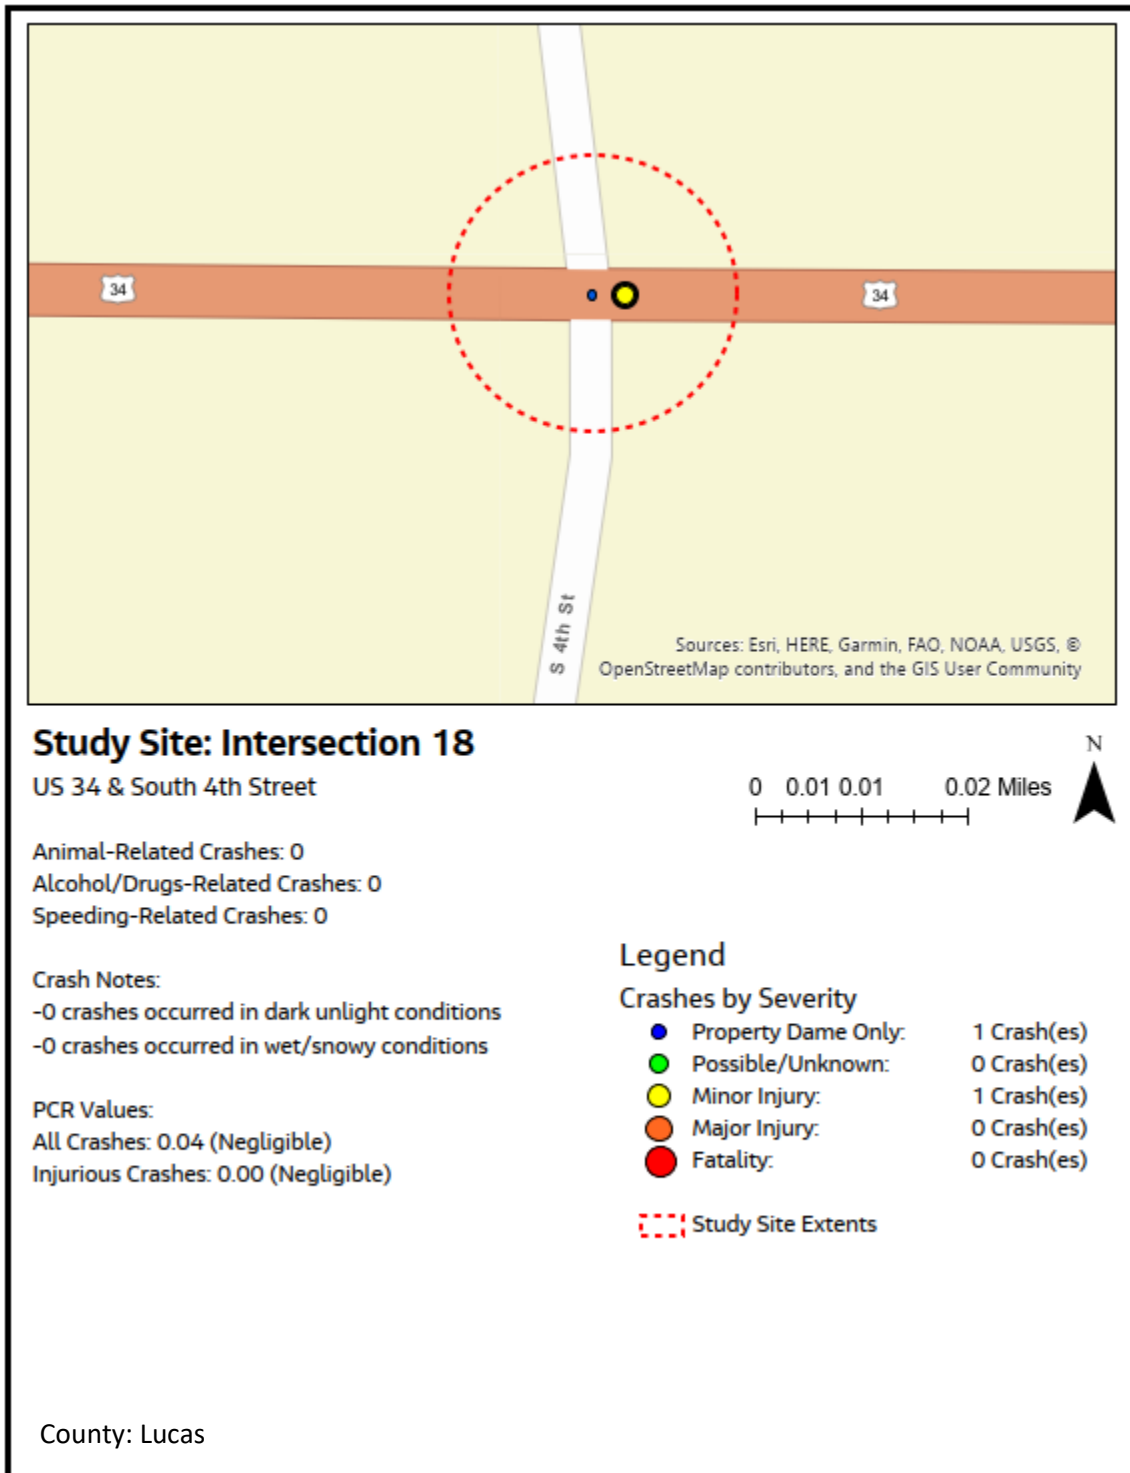 34
34
S 4th St
Sources: Esri, HERE, Garmin, FAO, NOAA, USGS, ©
OpenStreetMap contributors, and the GIS User Community
Study Site: Intersection 18
US 34 & South 4th Street
0 0.01 0.01 0.02 Miles
N
Animal-Related Crashes: 0
Alcohol/Drugs-Related Crashes: 0
Speeding-Related Crashes: 0
Crash Notes:
-0 crashes occurred in dark unlight conditions
-0 crashes occurred in wet/snowy conditions
PCR Values:
All Crashes: 0.04 (Negligible)
Injurious Crashes: 0.00 (Negligible)
Legend
Crashes by Severity
Property Dame Only: 1 Crash(es)
Possible/Unknown: 0 Crash(es)
Minor Injury: 1 Crash(es)
Major Injury: 0 Crash(es)
Fatality: 0 Crash(es)
Study Site Extents
County: Lucas